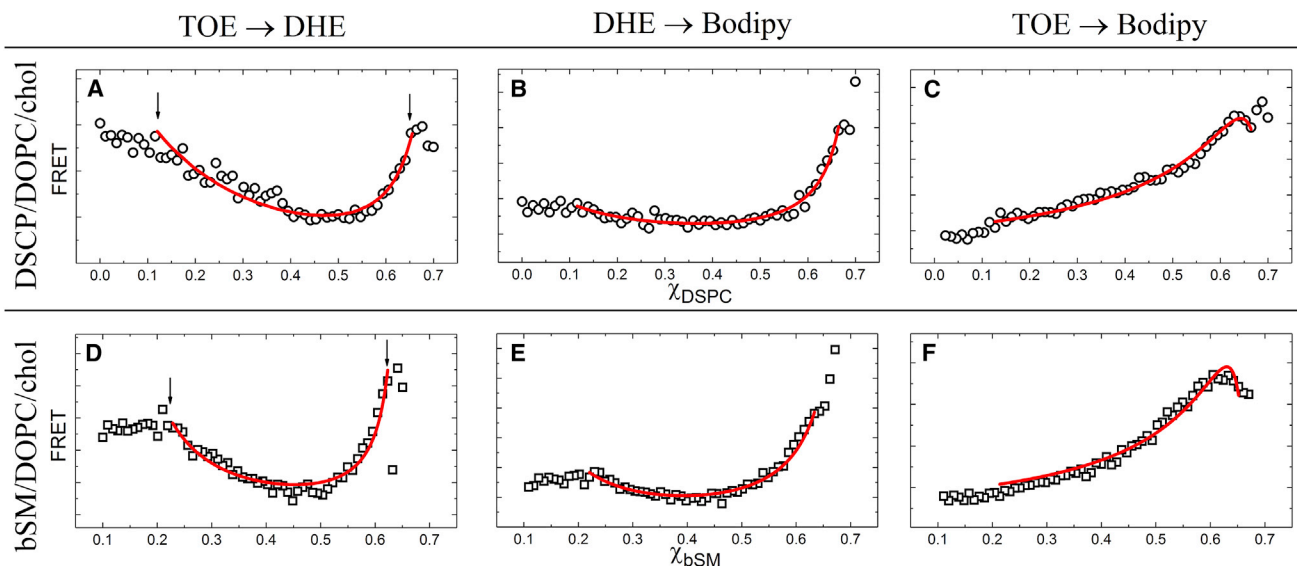 TOE → DHE DHE → Bodipy TOE → Bodipy
DSCP/DOPC/chol
FRET
A B C
0.0 0.1 0.2 0.3 0.4 0.5 0.6 0.7 0.0 0.1 0.2 0.3 0.4 0.5 0.6 0.7 0.0 0.1 0.2 0.3 0.4 0.5 0.6 0.7
χDSPC
bSM/DOPC/chol
FRET
D E F
0.1 0.2 0.3 0.4 0.5 0.6 0.7 0.1 0.2 0.3 0.4 0.5 0.6 0.7 0.1 0.2 0.3 0.4 0.5 0.6 0.7
χbSM